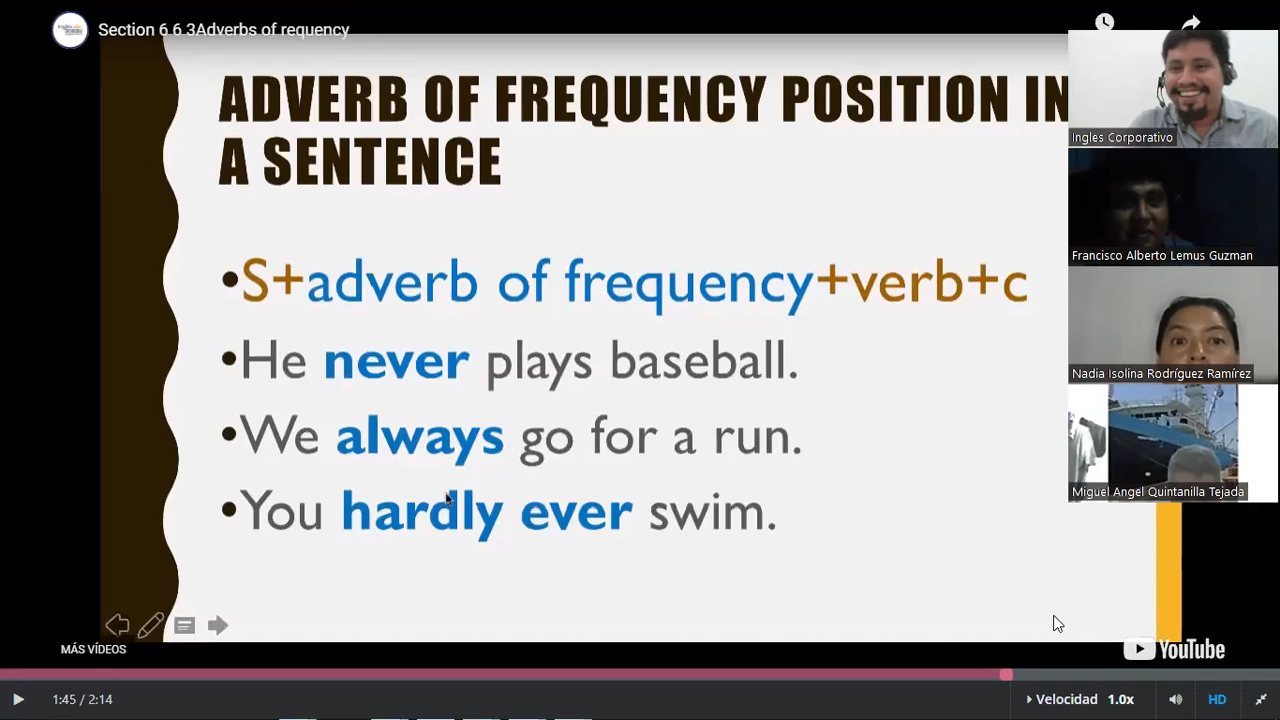 Section 6 6 3Adverbs of requency
ADVERB OF FREQUENCY POSITION IN
A SENTENCE
•S+adverb of frequency+verb+c
•He never plays baseball.
•We always go for a run.
•You hardly ever swim.
Ingles Corporativo
Francisco Alberto Lemus Guzman
Nadia Isolina Rodríguez Ramírez
Miguel Angel Quintanilla Tejada
MÁS VÍDEOS
YouTube
1:45 / 2:14
Velocidad 1.0x
HD